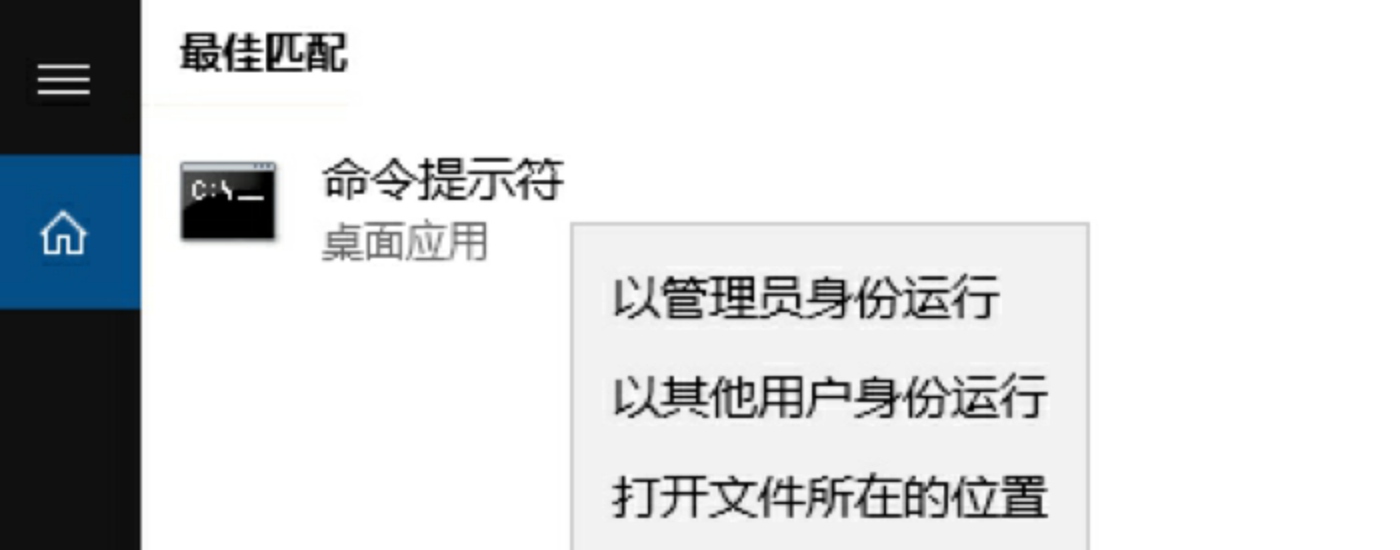 最佳匹配
C:\_
命令提示符
桌面应用
以管理员身份运行
以其他用户身份运行
打开文件所在的位置